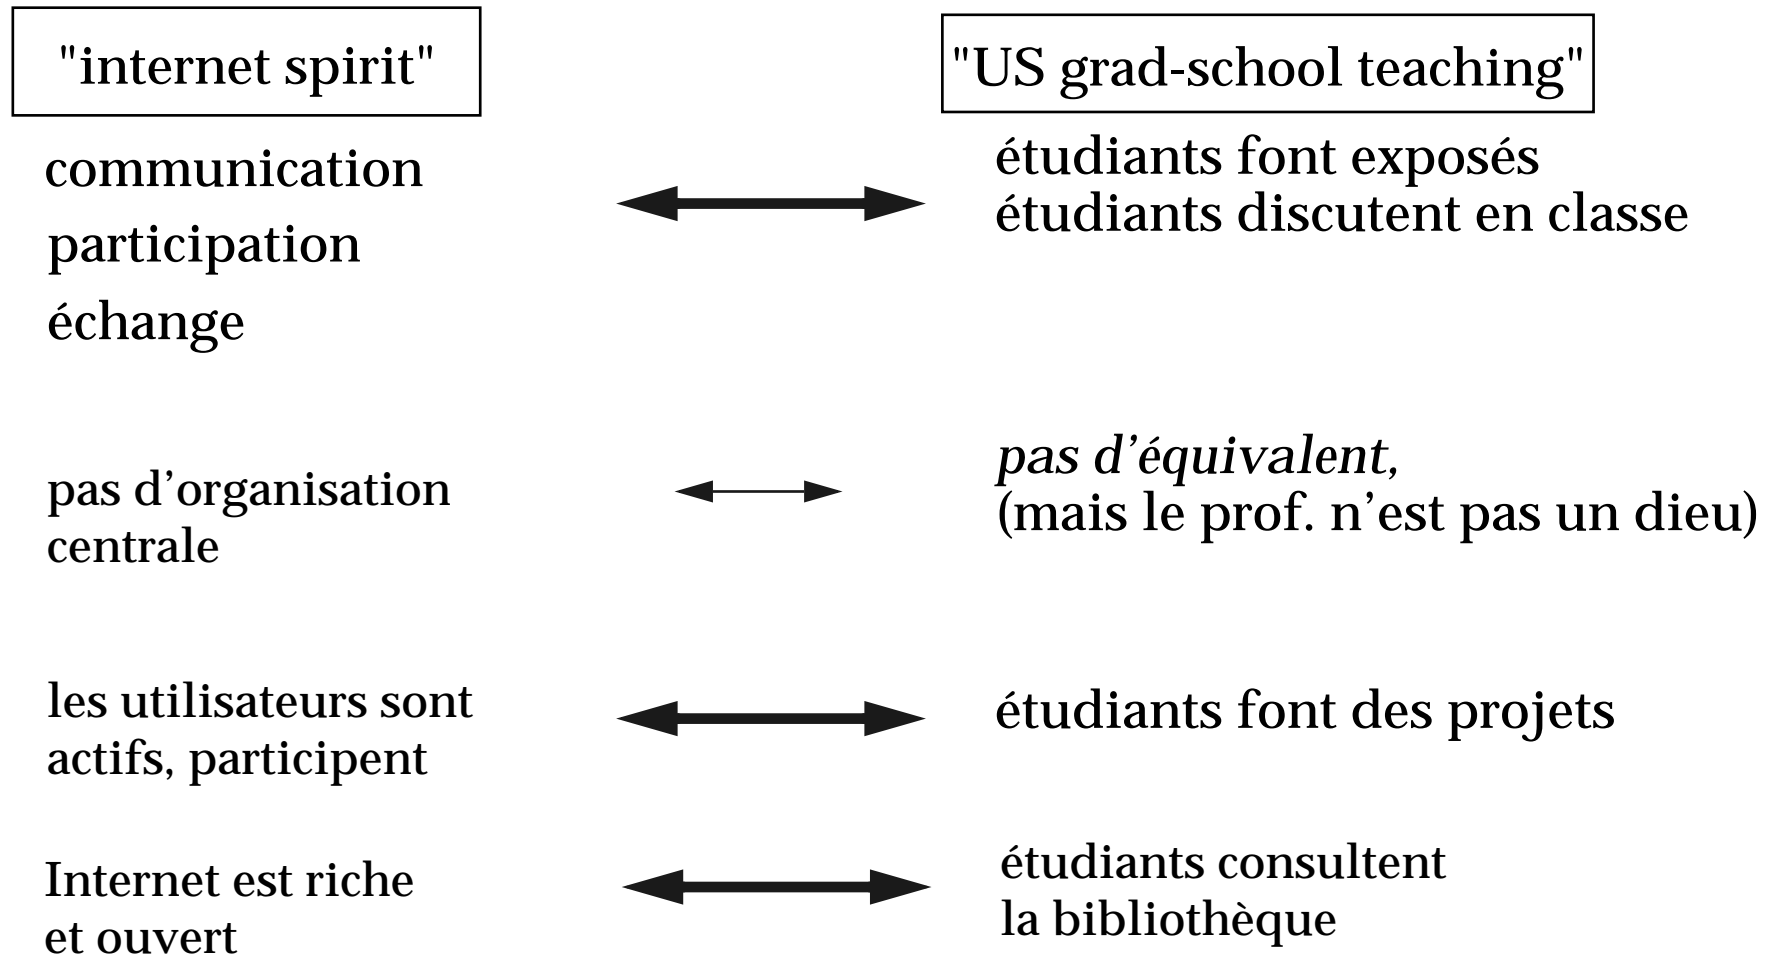 "internet spirit"
"US grad-school teaching"
communication
participation
échange
étudiants font exposés
étudiants discutent en classe
pas d’organisation
centrale
pas d’équivalent,
(mais le prof. n’est pas un dieu)
les utilisateurs sont
actifs, participent
étudiants font des projets
Internet est riche
et ouvert
étudiants consultent
la bibliothèque